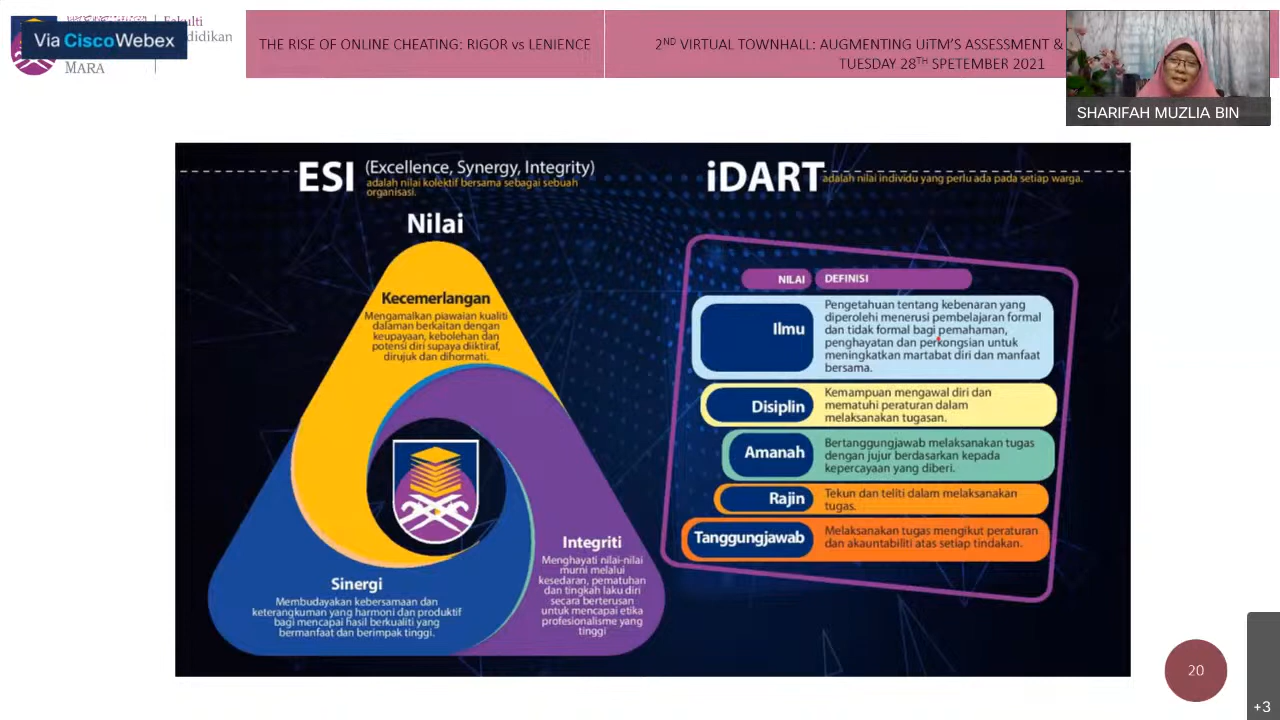 Fakulti
didikan
Via Cisco Webex
MARA
THE RISE OF ONLINE CHEATING: RIGOR vs LENIENCE
2ND VIRTUAL TOWNHALL: AUGMENTING UiTM'S ASSESSMENT &
TUESDAY 28TH SPETEMBER 2021
SHARIFAH MUZLIA BIN
ESI (Excellence, Synergy, Integrity)
adalah nilai kolektif bersama sebagai sebuah
organisasi.
Nilai
Kecemerlangan
Mengamalkan piawaian kualiti
dalaman berkaitan dengan
keupayaan, kebolehan dan
potensi diri supaya diiktiraf,
dirujuk dan dihormati.
Sinergi
Membudayakan kebersamaan dan
keterangkuman yang harmoni dan produktif
bagi mencapai hasil berkualiti yang
bermanfaat dan berimpak tinggi.
Integriti
Menghayati nilai-nilai
murni melalui
kesedaran, pematuhan
dan tingkah laku diri
secara berterusan
untuk mencapai etika
profesionalisme yang
tinggi
iDART adalah nilai individu yang perlu ada pada setiap warga.
NILAI DEFINISI
Ilmu
Pengetahuan tentang kebenaran yang
diperolehi menerusi pembelajaran formal
dan tidak formal bagi pemahaman,
penghayatan dan perkongsian untuk
meningkatkan martabat diri dan manfaat
bersama.
Disiplin
Kemampuan mengawal diri dan
mematuhi peraturan dalam
melaksanakan tugasan.
Amanah
Bertanggungjawab melaksanakan tugas
dengan jujur berdasarkan kepada
kepercayaan yang diberi.
Rajin
Tekun dan teliti dalam melaksanakan
tugas.
Tanggungjawab
Melaksanakan tugas mengikut peraturan
dan akauntabiliti atas setiap tindakan.
20
+3